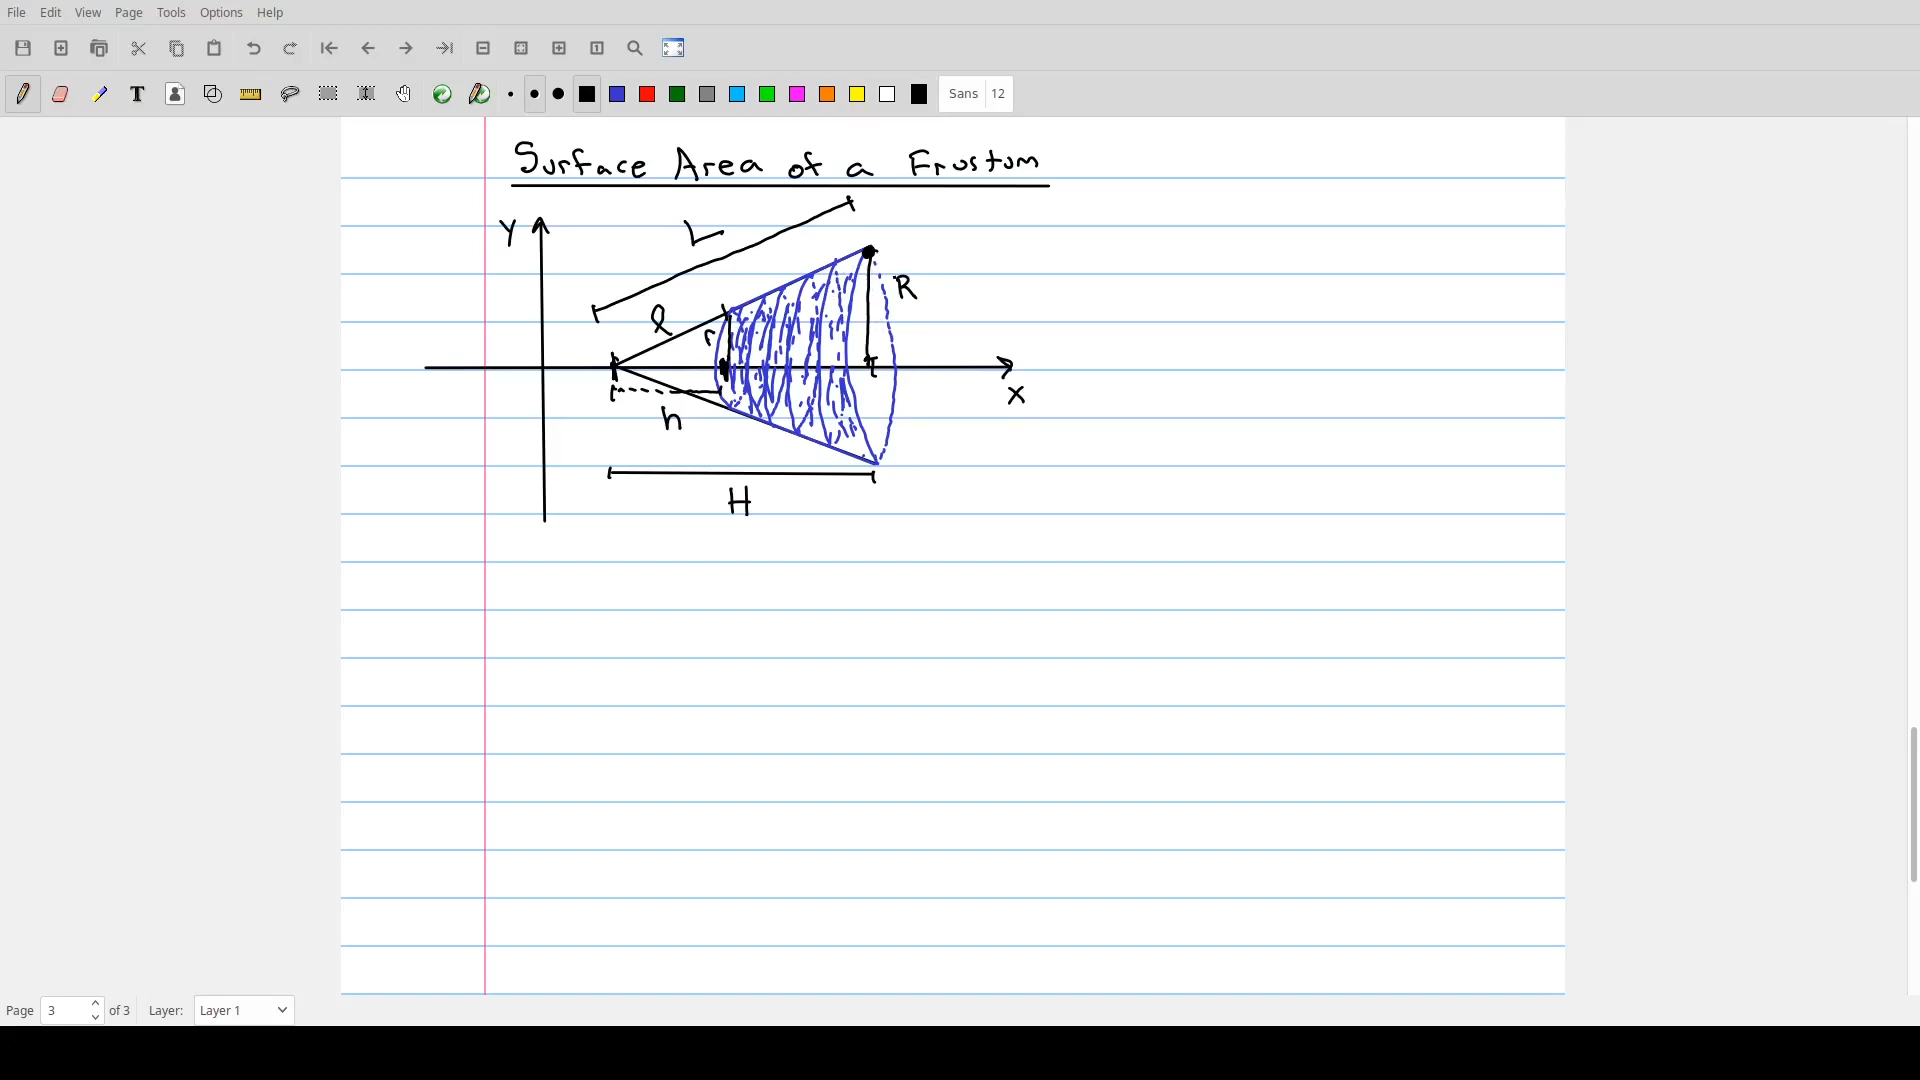 File Edit View Page Tools Options Help
T Sans 12
Surface Area of a Frustum
Y
L
R
l
r
x
h
H
Page 3 of 3 Layer: Layer 1